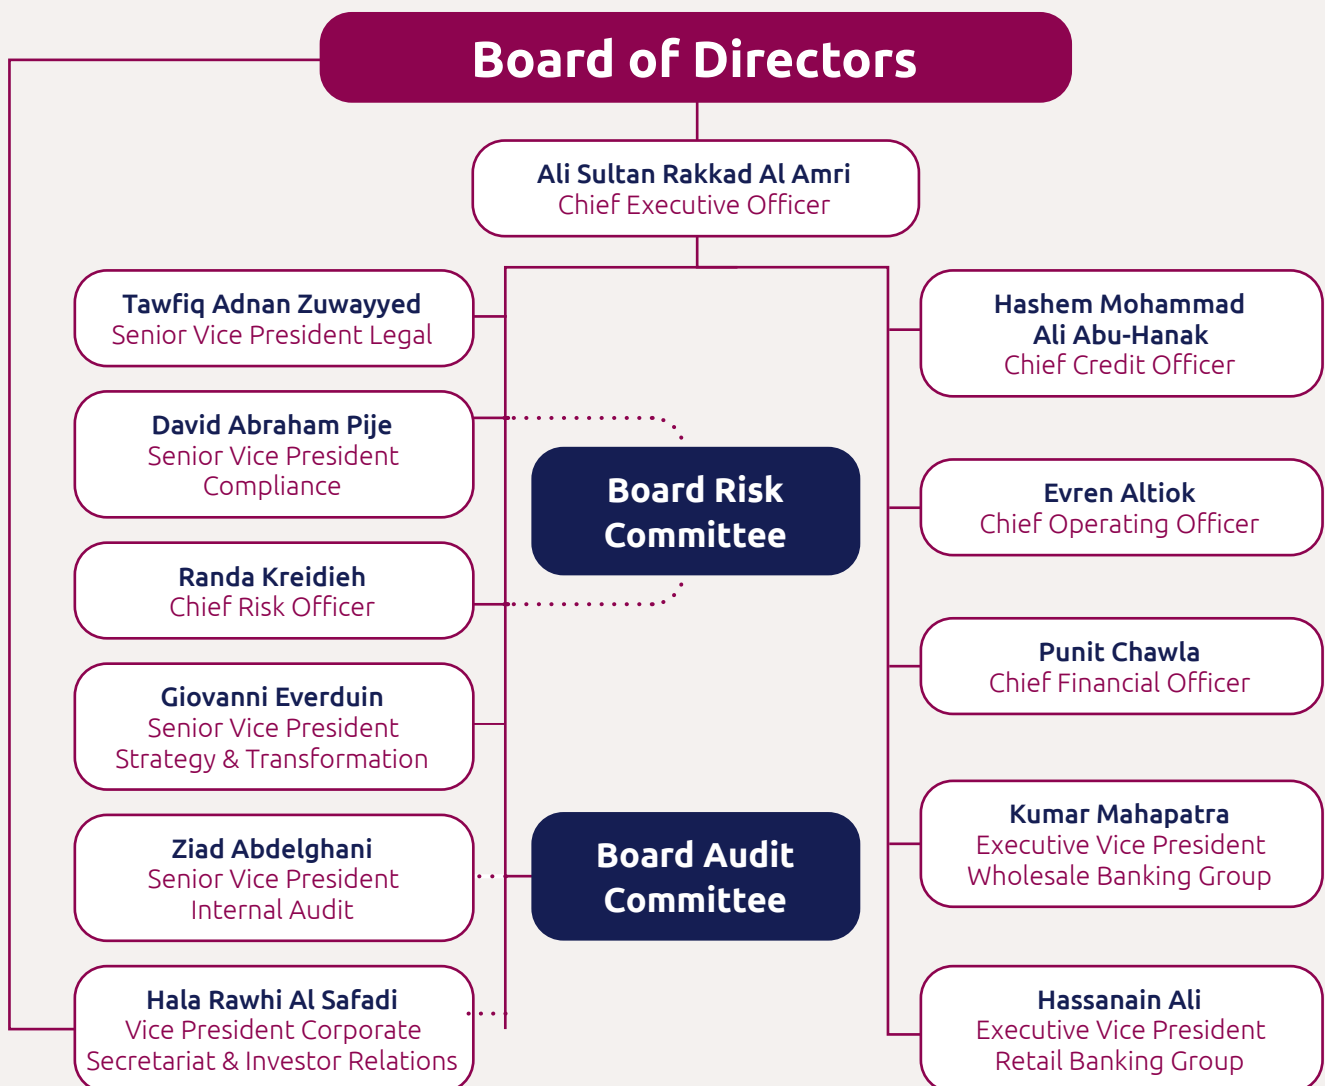 Board of Directors
Ali Sultan Rakkad Al Amri
Chief Executive Officer
Tawfiq Adnan Zuwayyed
Senior Vice President Legal
David Abraham Pije
Senior Vice President
Compliance
Randa Kreidieh
Chief Risk Officer
Giovanni Everduin
Senior Vice President
Strategy & Transformation
Ziad Abdelghani
Senior Vice President
Internal Audit
Hala Rawhi Al Safadi
Vice President Corporate
Secretariat & Investor Relations
Board Risk
Committee
Board Audit
Committee
Hashem Mohammad
Ali Abu-Hanak
Chief Credit Officer
Evren Altiok
Chief Operating Officer
Punit Chawla
Chief Financial Officer
Kumar Mahapatra
Executive Vice President
Wholesale Banking Group
Hassanain Ali
Executive Vice President
Retail Banking Group